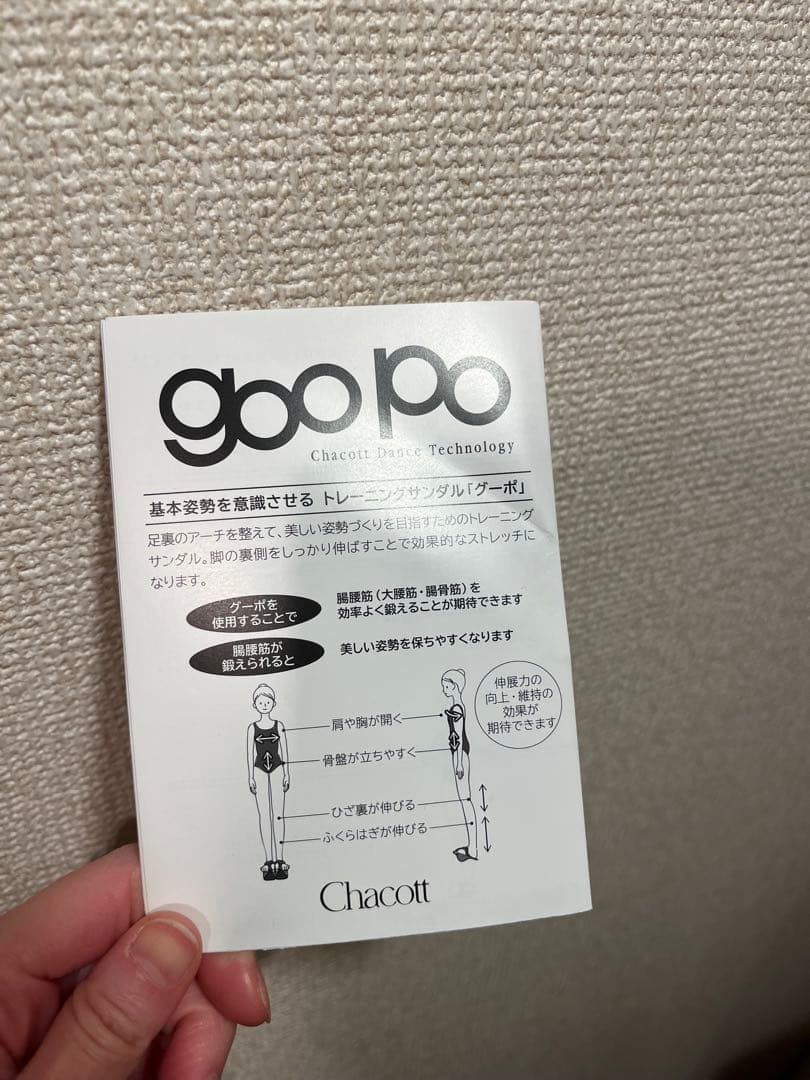 goo po
Chacott Dance Technology
基本姿勢を意識させる トレーニングサンダル「グーポ」
足裏のアーチを整えて、美しい姿勢づくりを目指すためのトレーニング
サンダル。脚の裏側をしっかり伸ばすことで効果的なストレッチに
なります。
グーポを
使用することで
腸腰筋（大腰筋・腸骨筋）を
効率よく鍛えることが期待できます
腸腰筋が
鍛えられると
美しい姿勢を保ちやすくなります
伸展力の
向上・維持の
効果が
期待できます
肩や胸が開く
骨盤が立ちやすく
ひざ裏が伸びる
ふくらはぎが伸びる
Chacott